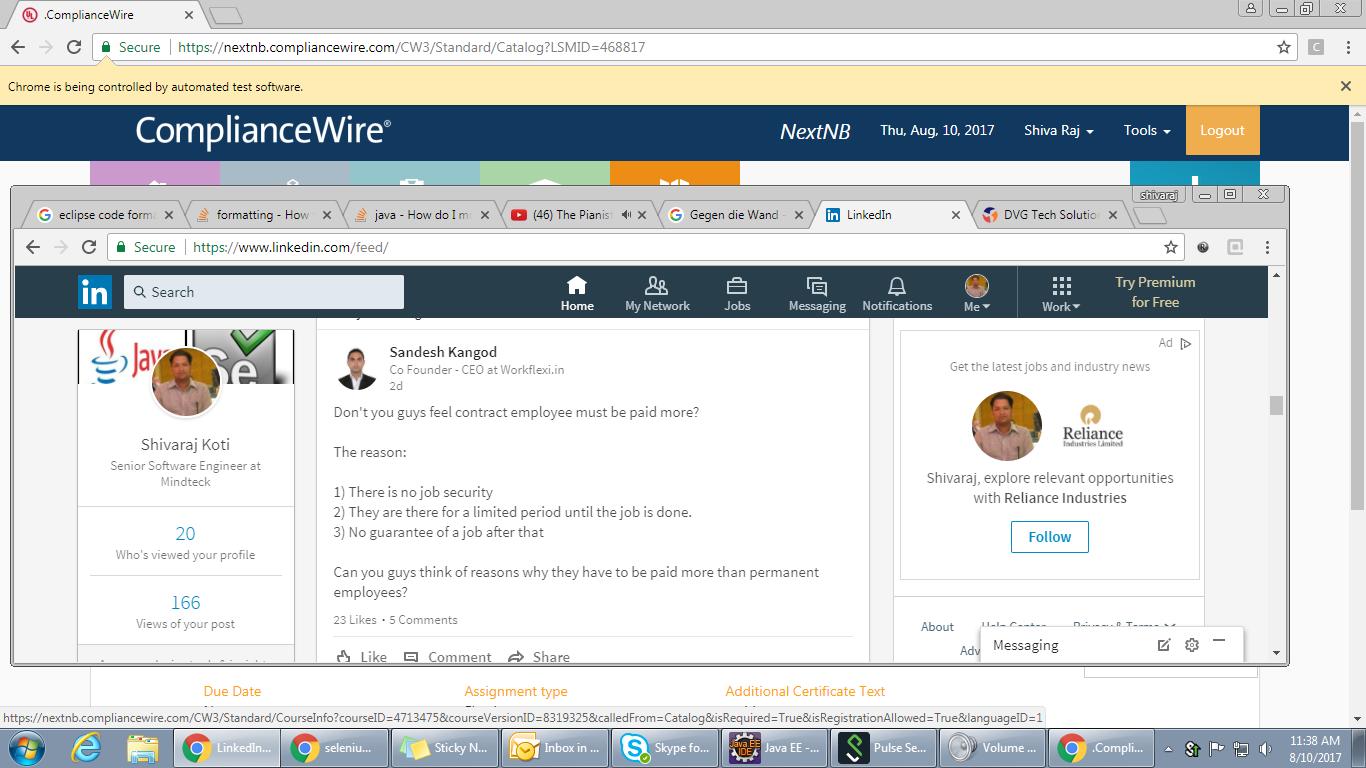 .ComplianceWire
Secure https://nextnb.compliancewire.com/CW3/Standard/Catalog?LSMID=468817
Chrome is being controlled by automated test software.
ComplianceWire®
NextNB Thu, Aug, 10, 2017 Shiva Raj Tools Logout
shivaraj
eclipse code forma
formatting - How
java - How do I m
(46) The Pianist
Gegen die Wand -
LinkedIn
DVG Tech Solution
Secure https://www.linkedin.com/feed/
in Search
Home My Network Jobs Messaging Notifications Me Work Try Premium
for Free
Java Se
Shivaraj Koti
Senior Software Engineer at
Mindteck
20
Who's viewed your profile
166
Views of your post
Sandesh Kangod
Co Founder - CEO at Workflexi.in
2d
Don't you guys feel contract employee must be paid more?
The reason:
1) There is no job security
2) They are there for a limited period until the job is done.
3) No guarantee of a job after that
Can you guys think of reasons why they have to be paid more than permanent
employees?
23 Likes • 5 Comments
Like Comment Share
Ad
Get the latest jobs and industry news
Reliance
Industries Limited
Shivaraj, explore relevant opportunities
with Reliance Industries
Follow
About Help Center Privacy & Terms
Adv
Messaging
Due Date Assignment type Additional Certificate Text
https://nextnb.compliancewire.com/CW3/Standard/CourseInfo?courseID=4713475&courseVersionID=8319325&calledFrom=Catalog&isRequired=True&isRegistrationAllowed=True&languageID=1
LinkedIn... seleniu... Sticky N... Inbox in ... Skype fo... Java EE -... Pulse Se... Volume ... .Compli...
11:38 AM
8/10/2017